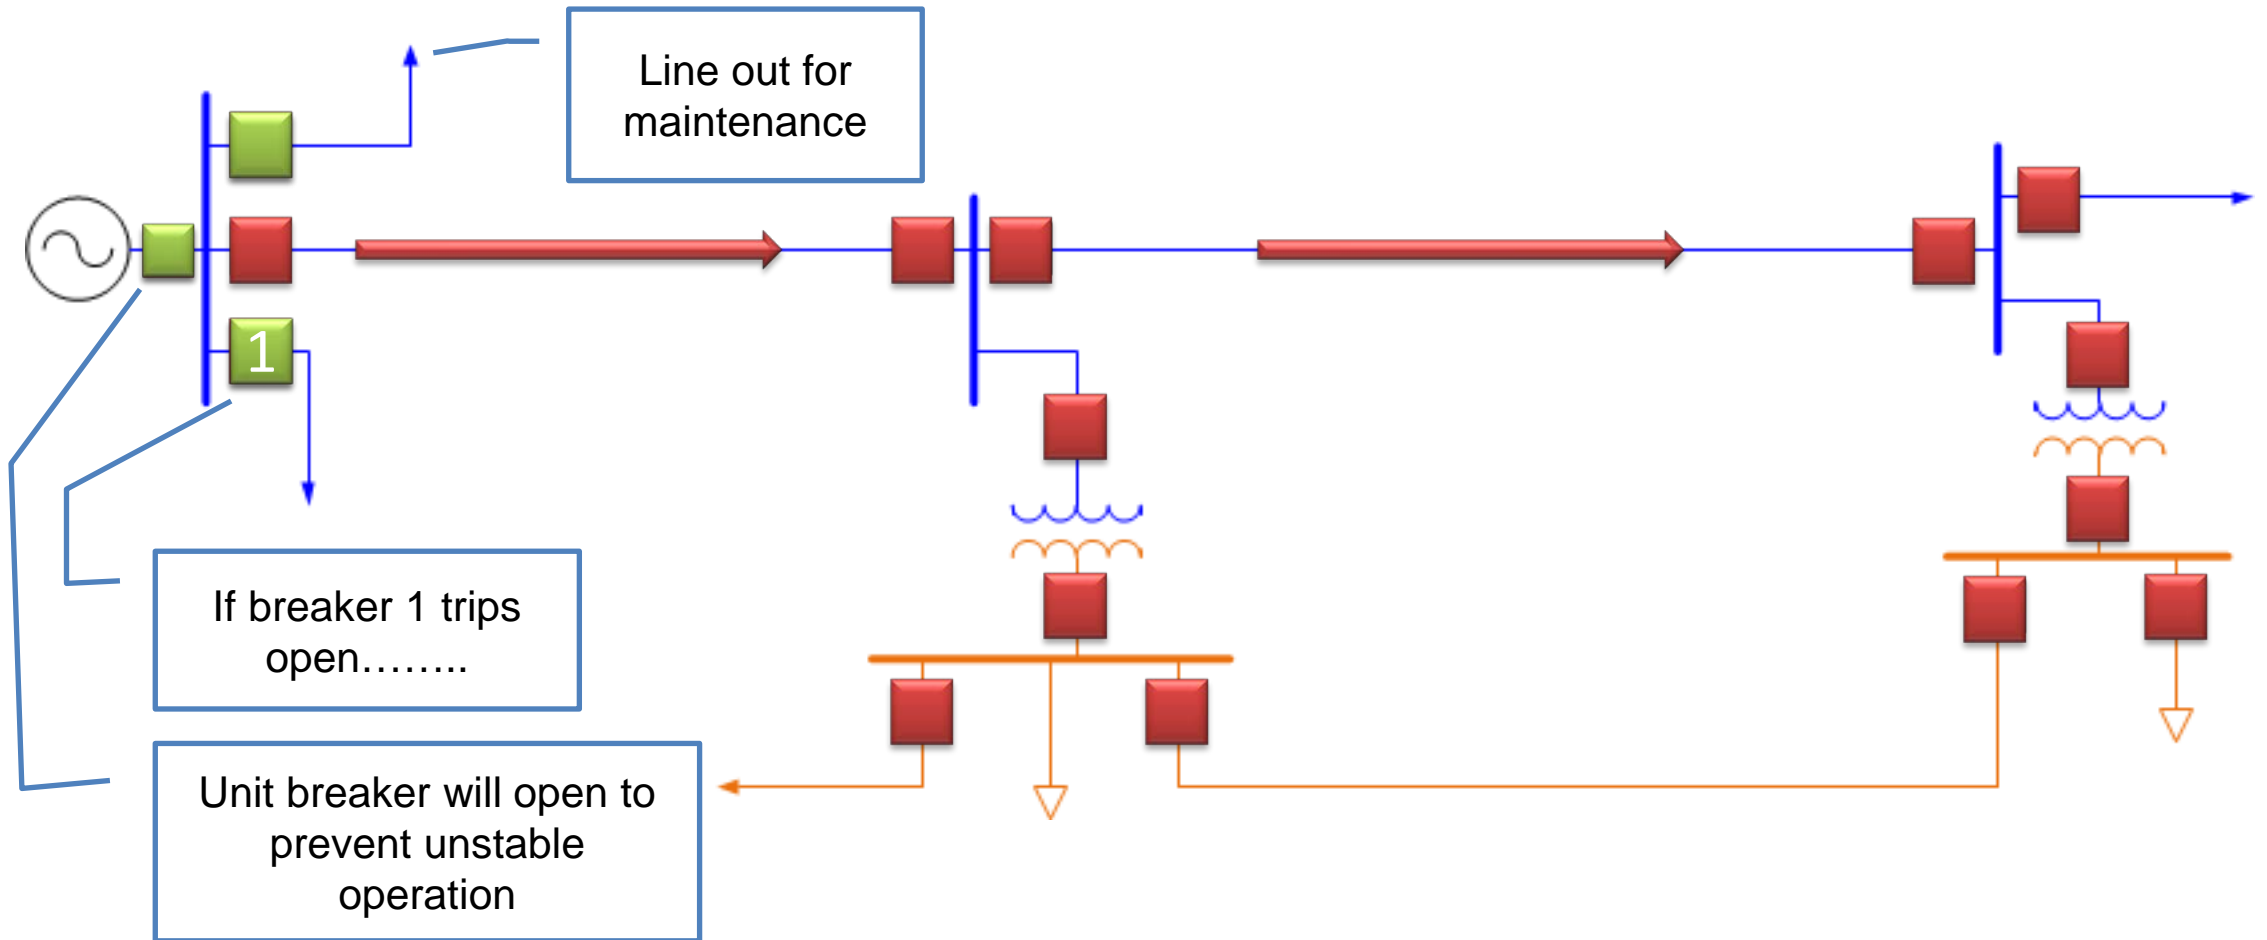 Line out for
maintenance
1
If breaker 1 trips
open……..
Unit breaker will open to
prevent unstable
operation